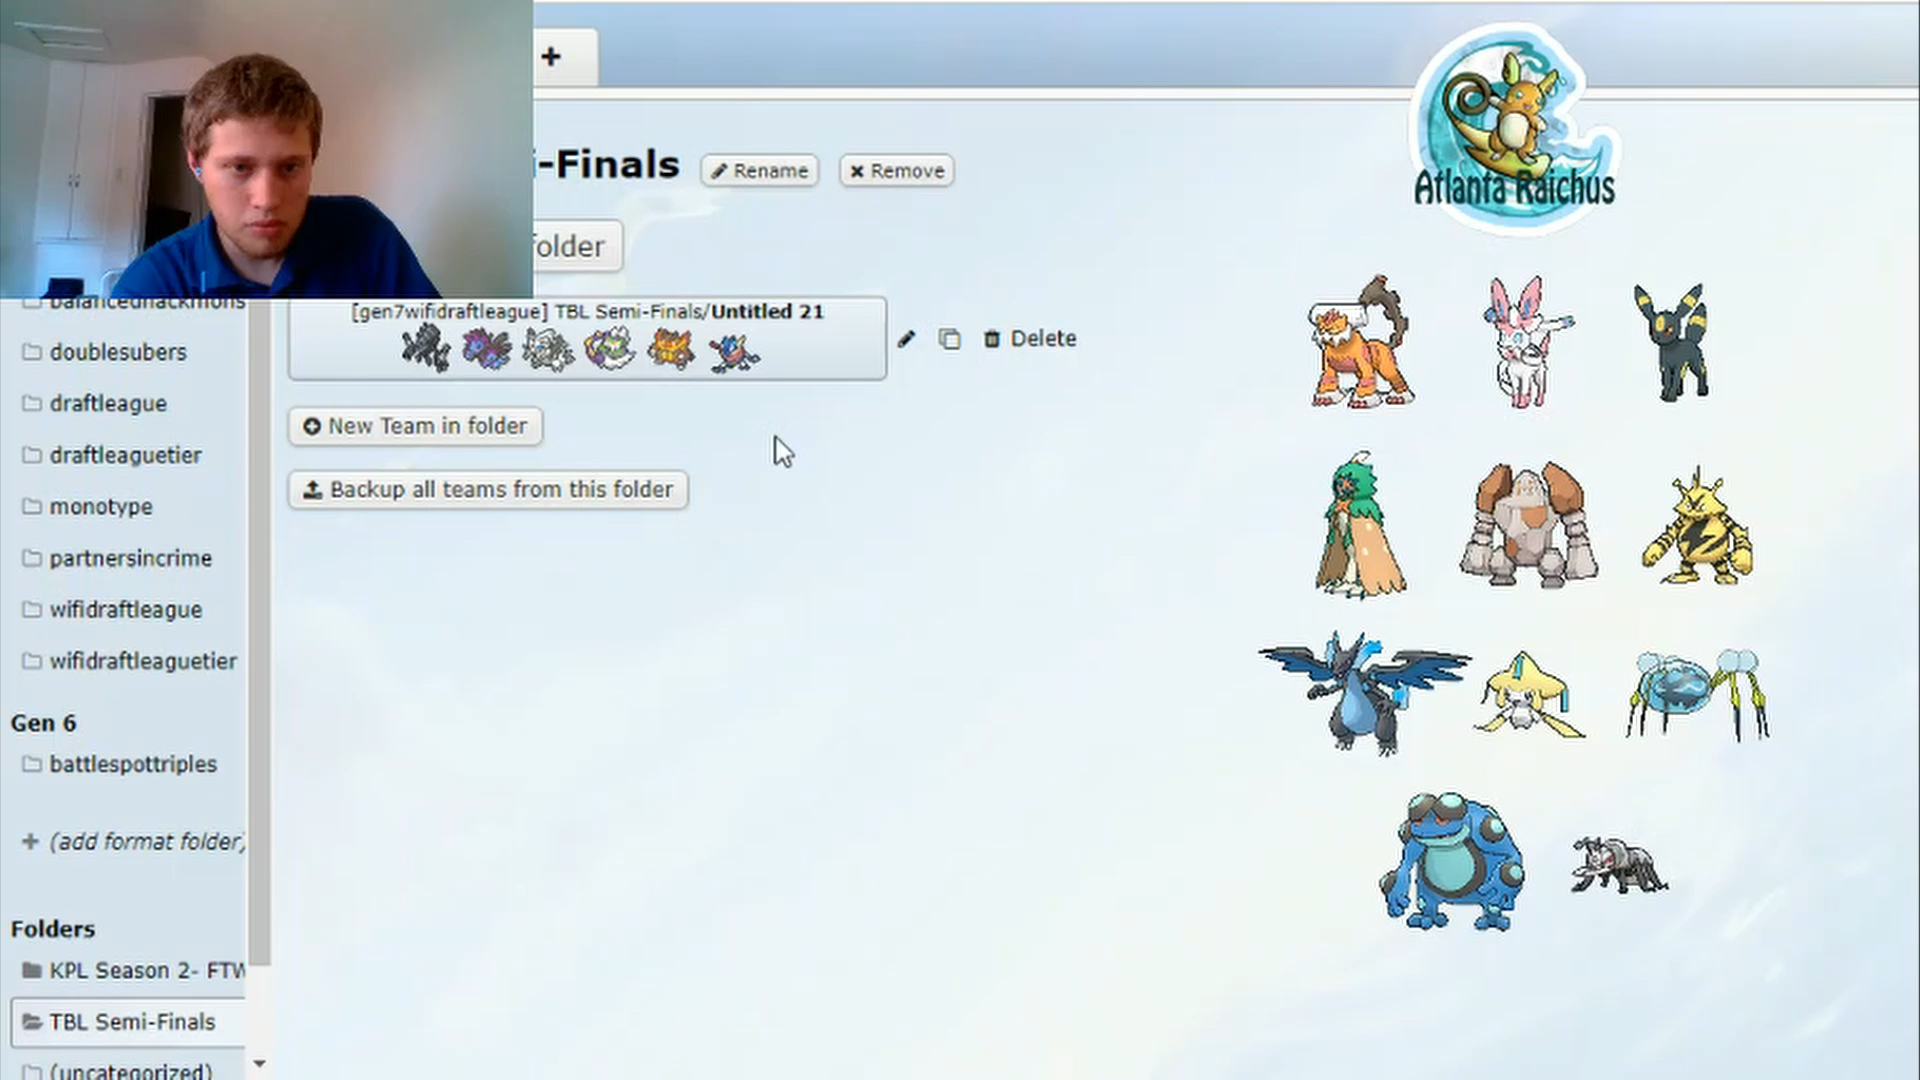 +
i-Finals
Rename
Remove
Atlanta Raichus
folder
balancedhackmons
[gen7wifidraftleague] TBL Semi-Finals/Untitled 21
Delete
doublesubers
New Team in folder
draftleague
draftleaguetier
Backup all teams from this folder
monotype
partnersincrime
wifidraftleague
wifidraftleaguetier
Gen 6
battlespottriples
+ (add format folder)
Folders
KPL Season 2- FTW
TBL Semi-Finals
(uncategorized)